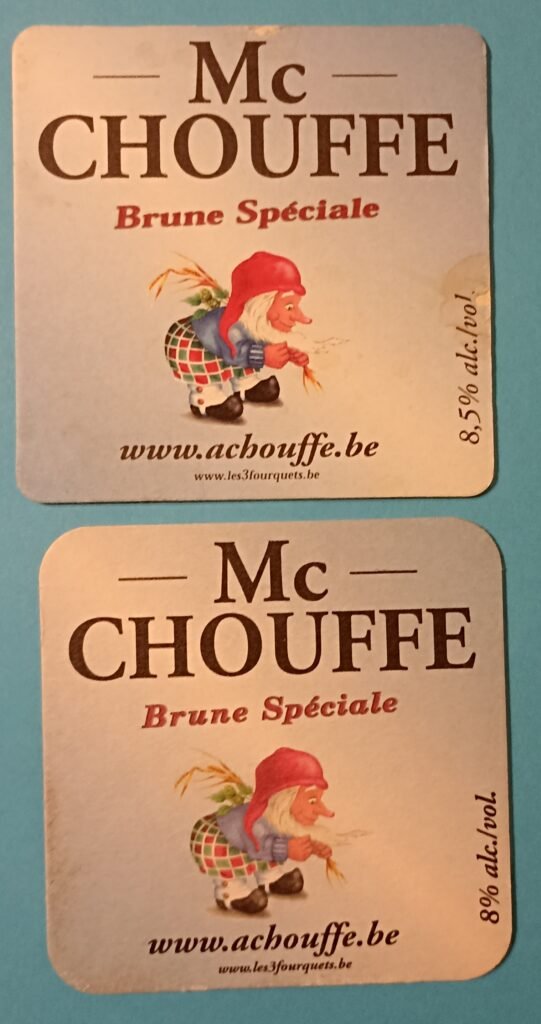 Mc
CHOUFFE
Brune Spéciale
8,5% alc./vol.
www.achouffe.be
www.les3fourquets.be
Mc
CHOUFFE
Brune Spéciale
8% alc./vol.
www.achouffe.be
www.les3fourquets.be